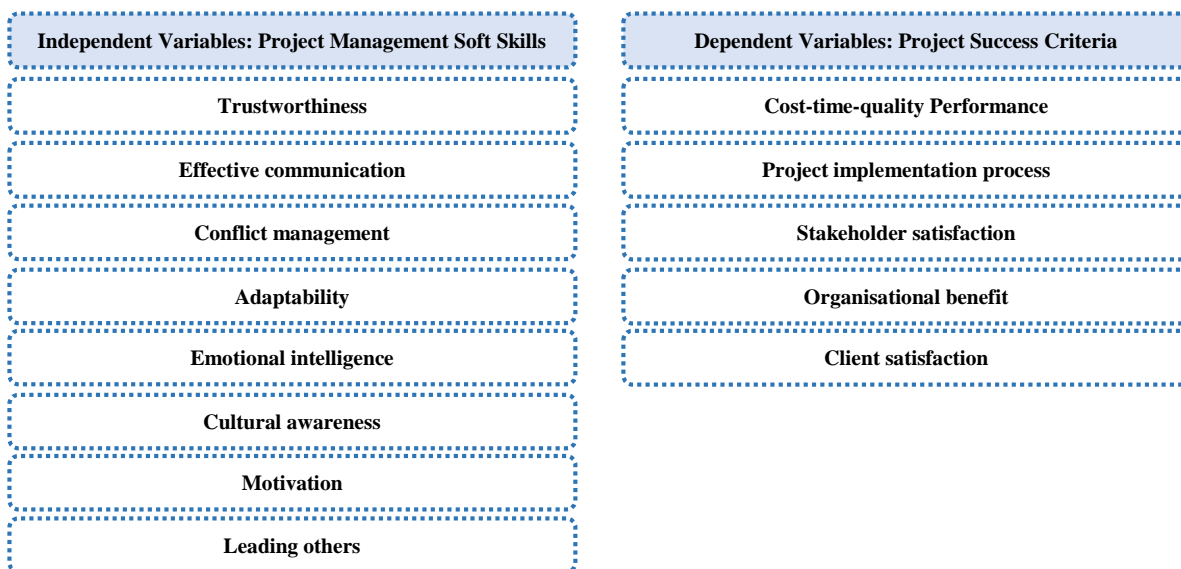 Independent Variables: Project Management Soft Skills
Trustworthiness
Effective communication
Conflict management
Adaptability
Emotional intelligence
Cultural awareness
Motivation
Leading others
Dependent Variables: Project Success Criteria
Cost-time-quality Performance
Project implementation process
Stakeholder satisfaction
Organisational benefit
Client satisfaction